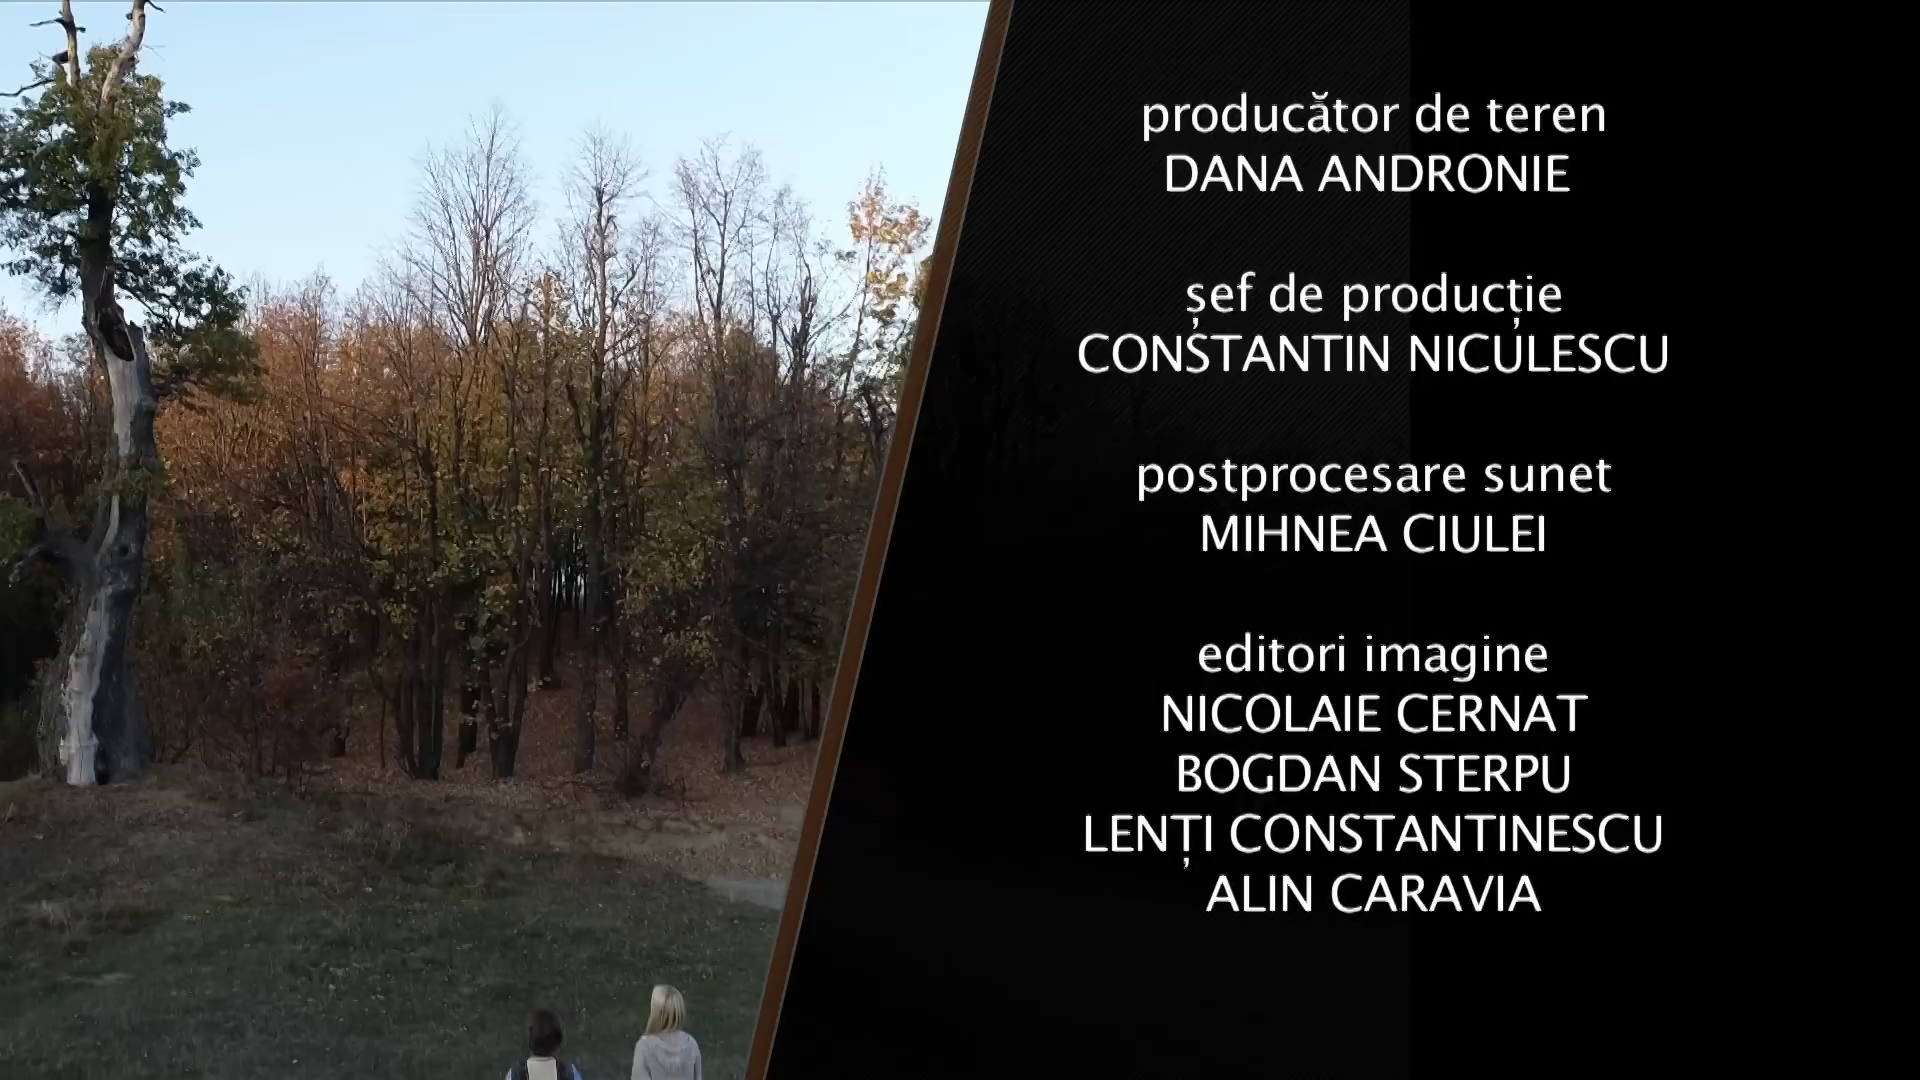 producător de teren
DANA ANDRONIE
șef de producție
CONSTANTIN NICULESCU
postprocesare sunet
MIHNEA CIULEI
editori imagine
NICOLAIE CERNAT
BOGDAN STERPU
LENȚI CONSTANTINESCU
ALIN CARAVIA